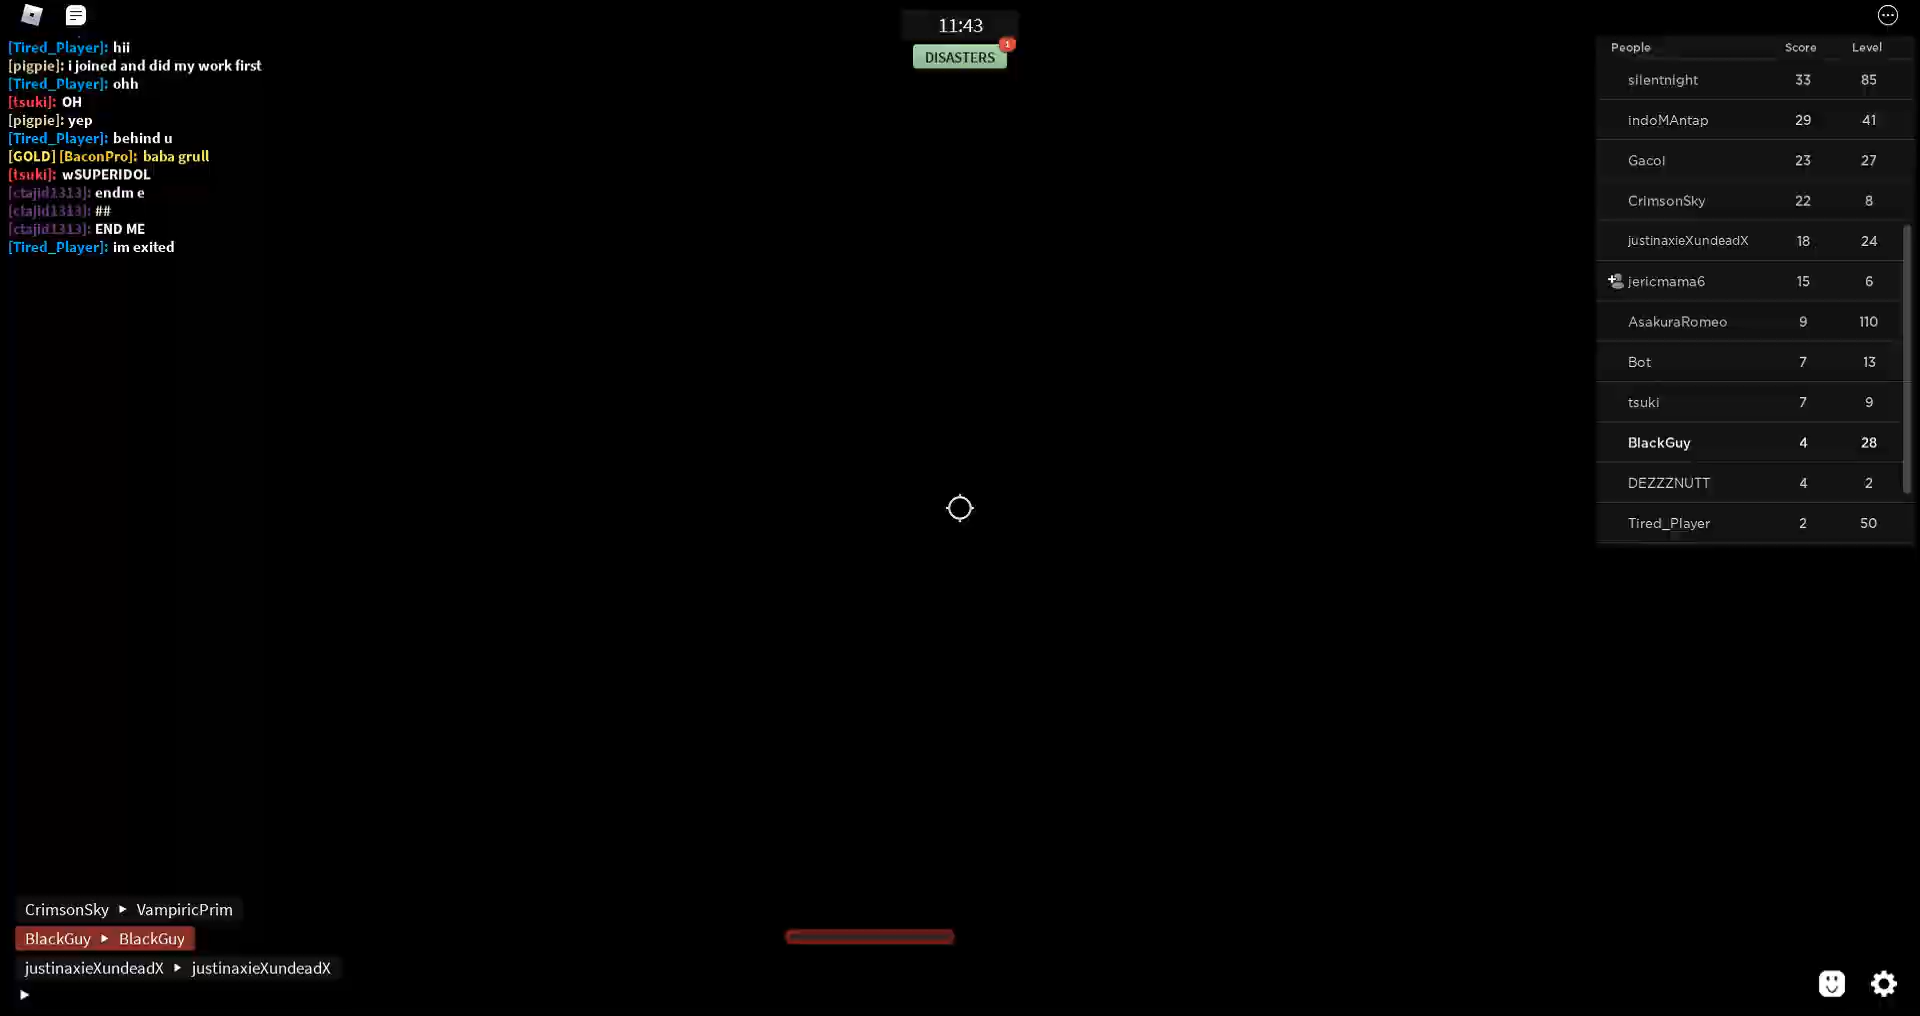 11:43
DISASTERS
1
[Tired_Player]: hii
[pigpie]: i joined and did my work first
[Tired_Player]: ohh
[tsuki]: OH
[pigpie]: yep
[Tired_Player]: behind u
[GOLD] [BaconPro]: baba grull
[tsuki]: wSUPERIDOL
[ctajid1313]: endm e
[ctajid1313]: ##
[ctajid1313]: END ME
[Tired_Player]: im exited
People Score Level
silentnight 33 85
indoMAntap 29 41
Gacol 23 27
CrimsonSky 22 8
justinaxieXundeadX 18 24
jericmama6 15 6
AsakuraRomeo 9 110
Bot 7 13
tsuki 7 9
BlackGuy 4 28
DEZZZNUTT 4 2
Tired_Player 2 50
CrimsonSky ▸ VampiricPrim
BlackGuy ▸ BlackGuy
justinaxieXundeadX ▸ justinaxieXundeadX